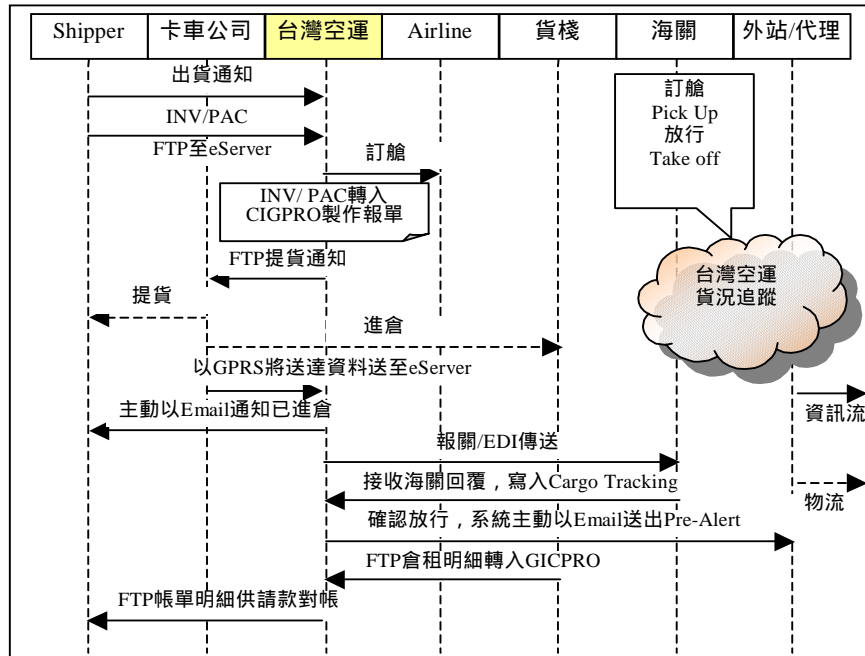 Shipper
卡車公司
台灣空運
Airline
貨棧
海關
外站/代理
出貨通知
訂艙
Pick Up
放行
Take off
INV/PAC
FTP至eServer
訂艙
INV/ PAC轉入
CIGPRO製作報單
FTP提貨通知
台灣空運
貨況追蹤
提貨
進倉
以GPRS將送達資料送至eServer
主動以Email通知已進倉
資訊流
報關/EDI傳送
接收海關回覆，寫入Cargo Tracking
物流
確認放行，系統主動以Email送出Pre-Alert
FTP倉租明細轉入GICPRO
FTP帳單明細供請款對帳